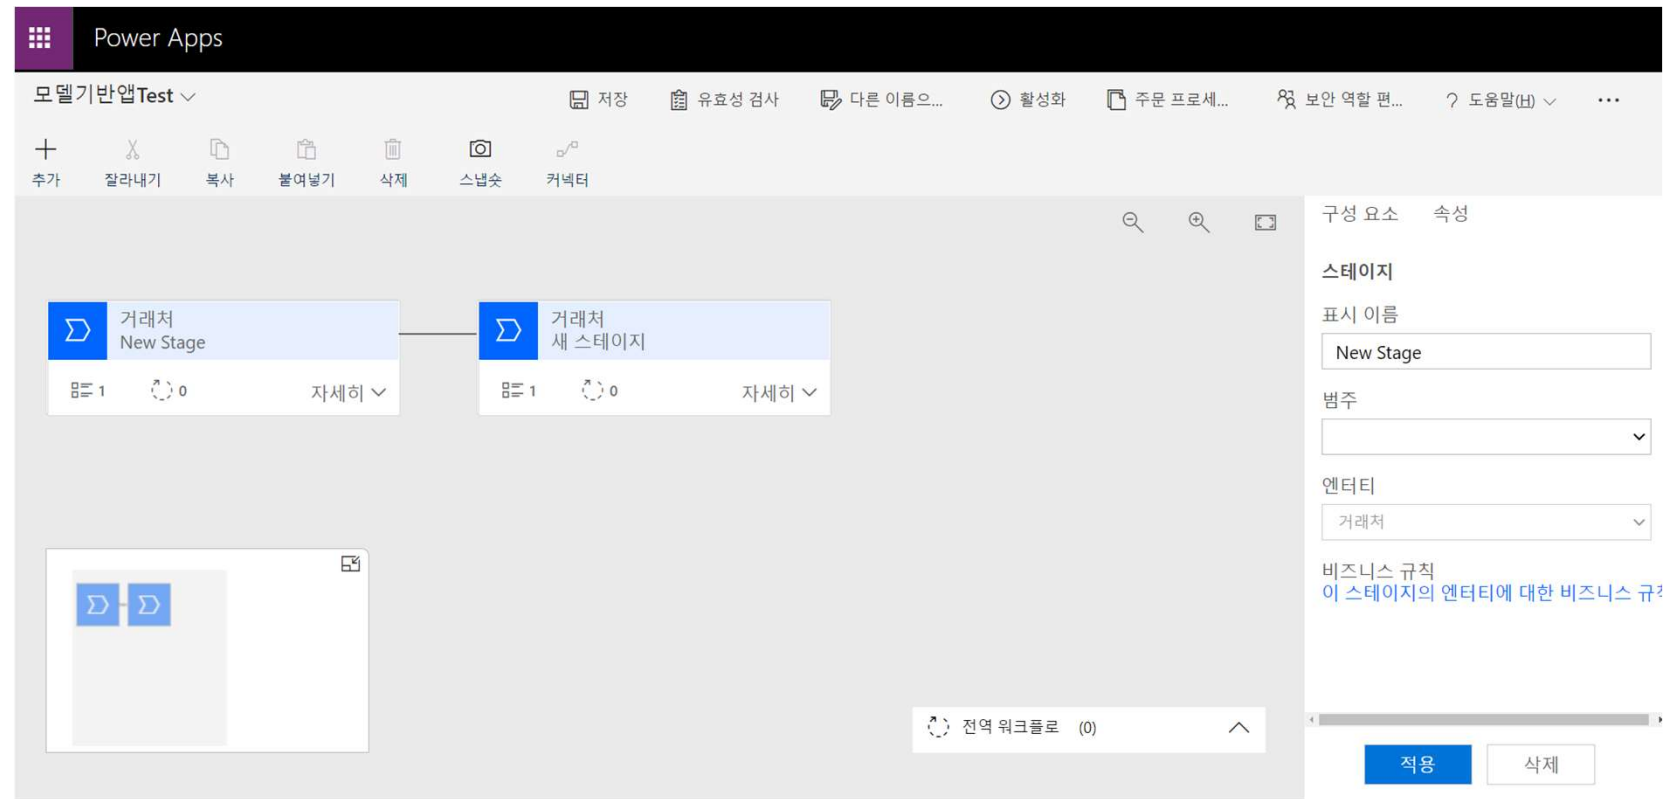 Power Apps
모델기반앱Test
저장
유효성 검사
다른 이름으...
활성화
주문 프로세...
보안 역할 편...
? 도움말(H)
...
추가
잘라내기
복사
붙여넣기
삭제
스냅숏
커넥터
구성 요소
속성
스테이지
표시 이름
New Stage
범주
엔터티
거래처
비즈니스 규칙
이 스테이지의 엔터티에 대한 비즈니스 규칙
거래처
New Stage
1
0
자세히
거래처
새 스테이지
1
0
자세히
전역 워크플로 (0)
적용
삭제